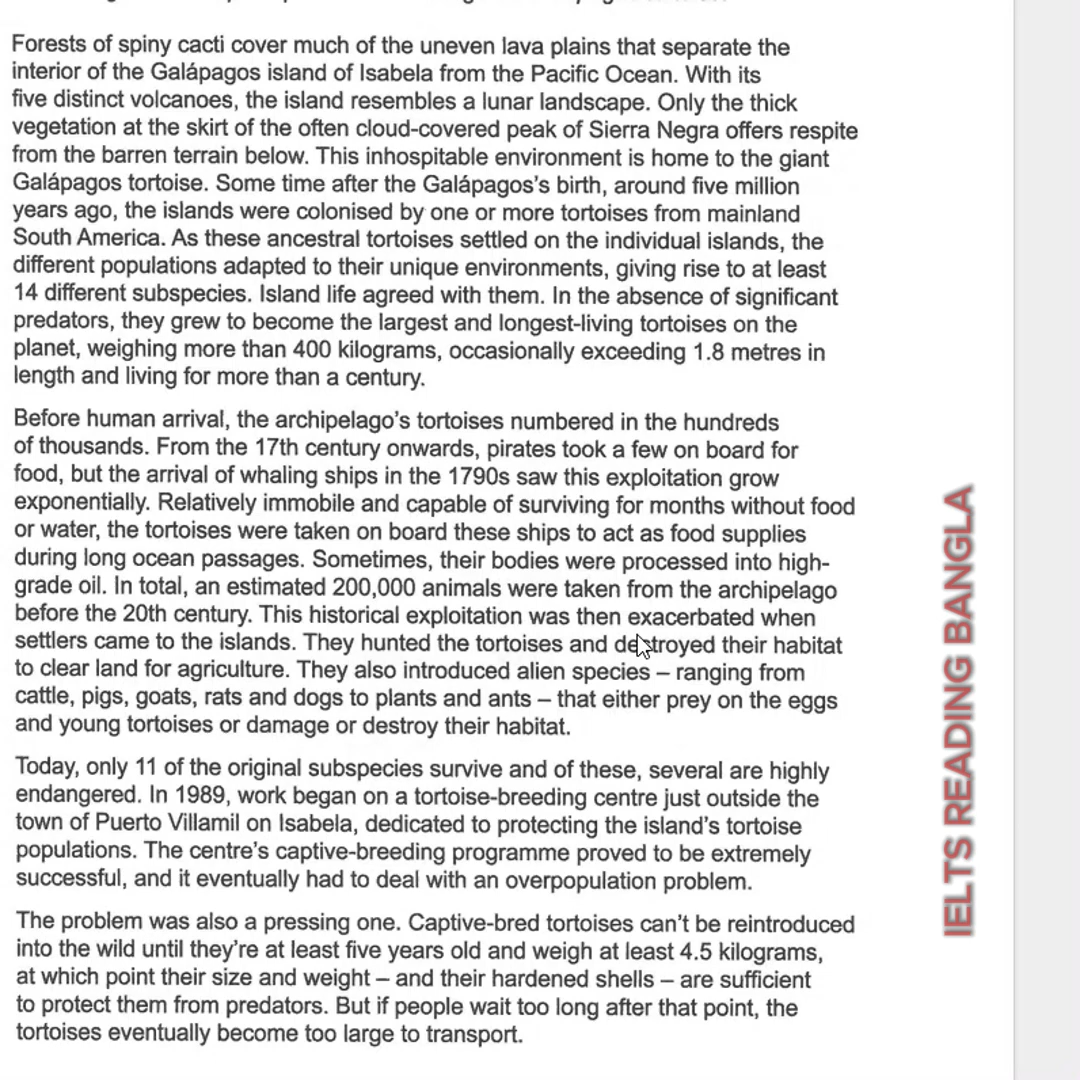 Forests of spiny cacti cover much of the uneven lava plains that separate the
interior of the Galápagos island of Isabela from the Pacific Ocean. With its
five distinct volcanoes, the island resembles a lunar landscape. Only the thick
vegetation at the skirt of the often cloud-covered peak of Sierra Negra offers respite
from the barren terrain below. This inhospitable environment is home to the giant
Galápagos tortoise. Some time after the Galápagos’s birth, around five million
years ago, the islands were colonised by one or more tortoises from mainland
South America. As these ancestral tortoises settled on the individual islands, the
different populations adapted to their unique environments, giving rise to at least
14 different subspecies. Island life agreed with them. In the absence of significant
predators, they grew to become the largest and longest-living tortoises on the
planet, weighing more than 400 kilograms, occasionally exceeding 1.8 metres in
length and living for more than a century.
Before human arrival, the archipelago’s tortoises numbered in the hundreds
of thousands. From the 17th century onwards, pirates took a few on board for
food, but the arrival of whaling ships in the 1790s saw this exploitation grow
exponentially. Relatively immobile and capable of surviving for months without food
or water, the tortoises were taken on board these ships to act as food supplies
during long ocean passages. Sometimes, their bodies were processed into high-
grade oil. In total, an estimated 200,000 animals were taken from the archipelago
before the 20th century. This historical exploitation was then exacerbated when
settlers came to the islands. They hunted the tortoises and destroyed their habitat
to clear land for agriculture. They also introduced alien species – ranging from
cattle, pigs, goats, rats and dogs to plants and ants – that either prey on the eggs
and young tortoises or damage or destroy their habitat.
Today, only 11 of the original subspecies survive and of these, several are highly
endangered. In 1989, work began on a tortoise-breeding centre just outside the
town of Puerto Villamil on Isabela, dedicated to protecting the island’s tortoise
populations. The centre’s captive-breeding programme proved to be extremely
successful, and it eventually had to deal with an overpopulation problem.
The problem was also a pressing one. Captive-bred tortoises can’t be reintroduced
into the wild until they’re at least five years old and weigh at least 4.5 kilograms,
at which point their size and weight – and their hardened shells – are sufficient
to protect them from predators. But if people wait too long after that point, the
tortoises eventually become too large to transport.
IELTS READING BANGLA